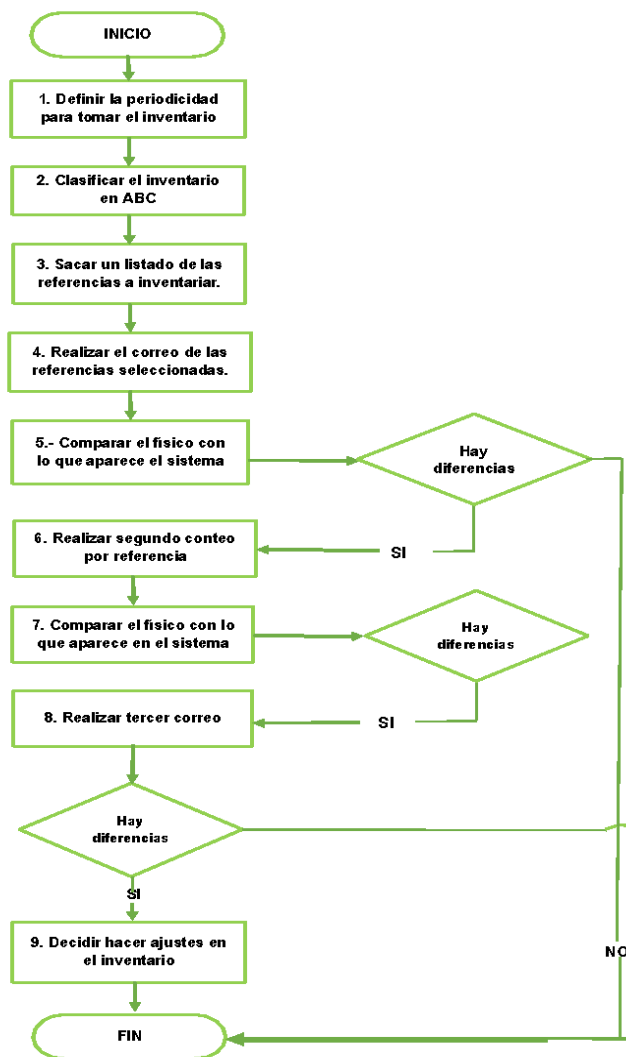 INICIO
1. Definir la periodicidad
para tomar el inventario
2. Clasificar el inventario
en ABC
3. Sacar un listado de las
referencias a inventariar.
4. Realizar el correo de las
referencias seleccionadas.
5.- Comparar el físico con
lo que aparece el sistema
Hay
diferencias
SI
6. Realizar segundo conteo
por referencia
7. Comparar el físico con lo
que aparece en el sistema
Hay
diferencias
SI
8. Realizar tercer correo
Hay
diferencias
SI
9. Decidir hacer ajustes en
el inventario
NO
FIN